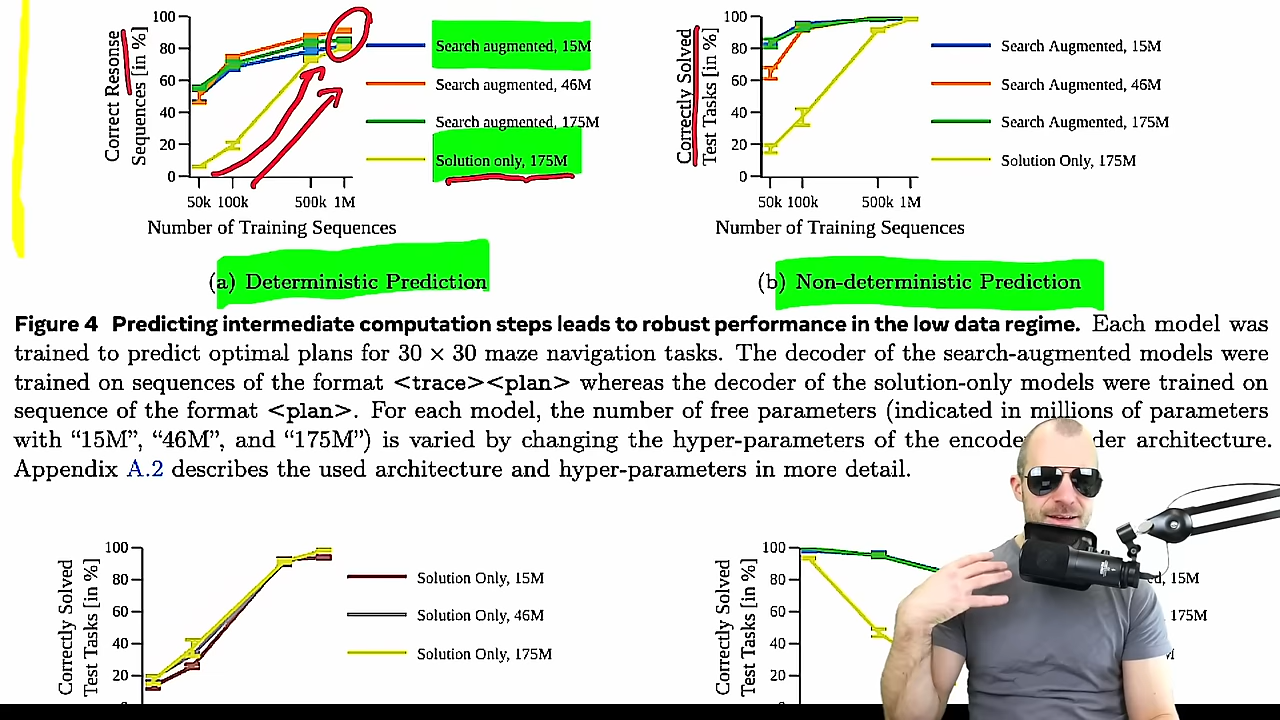 100
80
60
40
20
0
Correct Resonse
Sequences [in %]
50k 100k 500k 1M
Number of Training Sequences
Search augmented, 15M
Search augmented, 46M
Search augmented, 175M
Solution only, 175M
(a) Deterministic Prediction
100
80
60
40
20
0
Correctly Solved
Test Tasks [in %]
50k 100k 500k 1M
Number of Training Sequences
Search Augmented, 15M
Search Augmented, 46M
Search Augmented, 175M
Solution Only, 175M
(b) Non-deterministic Prediction
Figure 4 Predicting intermediate computation steps leads to robust performance in the low data regime. Each model was
trained to predict optimal plans for 30 × 30 maze navigation tasks. The decoder of the search-augmented models were
trained on sequences of the format <trace><plan> whereas the decoder of the solution-only models were trained on
sequence of the format <plan>. For each model, the number of free parameters (indicated in millions of parameters
with “15M”, “46M”, and “175M”) is varied by changing the hyper-parameters of the architecture.
Appendix A.2 describes the used architecture and hyper-parameters in more detail.
100
80
60
40
20
Correctly Solved
Test Tasks [in %]
Solution Only, 15M
Solution Only, 46M
Solution Only, 175M
100
80
60
40
20
Correctly Solved
Test Tasks [in %]
15M
175M